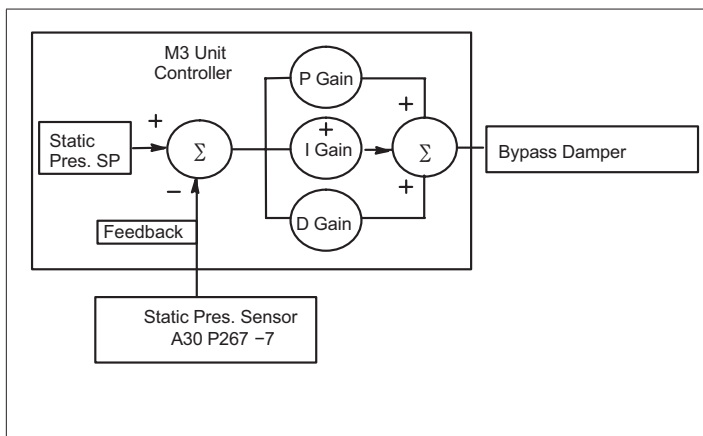 M3 Unit
Controller
P Gain
+
+
Static
Pres. SP
Σ
+
I Gain
Σ
Bypass Damper
−
+
Feedback
D Gain
Static Pres. Sensor
A30 P267 −7